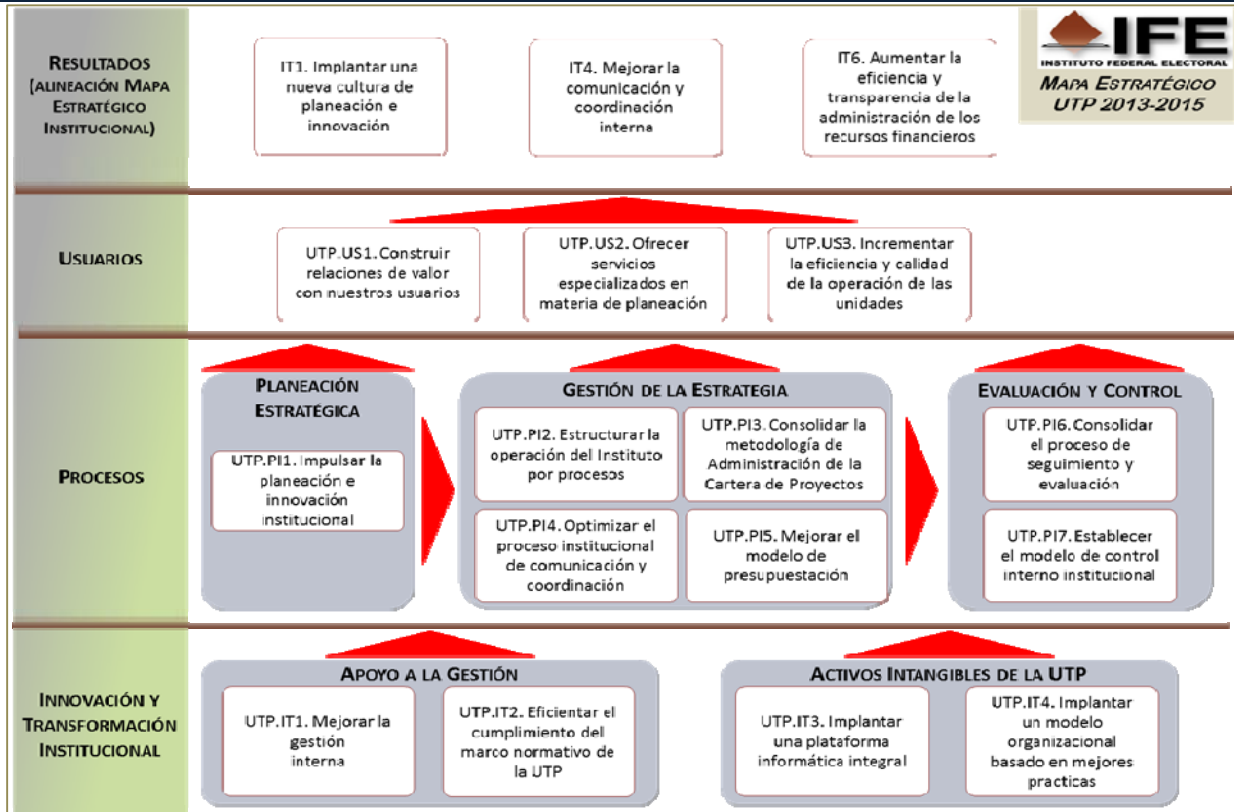 RESULTADOS
(ALINEACIÓN MAPA
ESTRATÉGICO
INSTITUCIONAL)
IT1. Implantar una
nueva cultura de
planeación e
innovación
IT4. Mejorar la
comunicación y
coordinación
interna
IT6. Aumentar la
eficiencia y
transparencia de la
administración de los
recursos financieros
IFE
INSTITUTO FEDERAL ELECTORAL
MAPA ESTRATÉGICO
UTP 2013-2015
USUARIOS
UTP.US1.Construir
relaciones de valor
con nuestros usuarios
UTP.US2. Ofrecer
servicios
especializados en
materia de planeación
UTP.US3. Incrementar
la eficiencia y calidad
de la operación de las
unidades
PROCESOS
PLANEACIÓN
ESTRATÉGICA
UTP.PI1. Impulsar la
planeación e
innovación
institucional
GESTIÓN DE LA ESTRATEGIA
UTP.PI2. Estructurar la
operación del Instituto
por procesos
UTP.PI3. Consolidar la
metodología de
Administración de la
Cartera de Proyectos
UTP.PI4. Optimizar el
proceso institucional
de comunicación y
coordinación
UTP.PI5. Mejorar el
modelo de
presupuestación
EVALUACIÓN Y CONTROL
UTP.PI6.Consolidar
el proceso de
seguimiento y
evaluación
UTP.PI7.Establecer
el modelo de control
interno institucional
INNOVACIÓN Y
TRANSFORMACIÓN
INSTITUCIONAL
APOYO A LA GESTIÓN
UTP.IT1. Mejorar la
gestión
interna
UTP.IT2. Eficientar el
cumplimiento del
marco normativo de
la UTP
ACTIVOS INTANGIBLES DE LA UTP
UTP.IT3. Implantar
una plataforma
informática integral
UTP.IT4. Implantar
un modelo
organizacional
basado en mejores
practicas